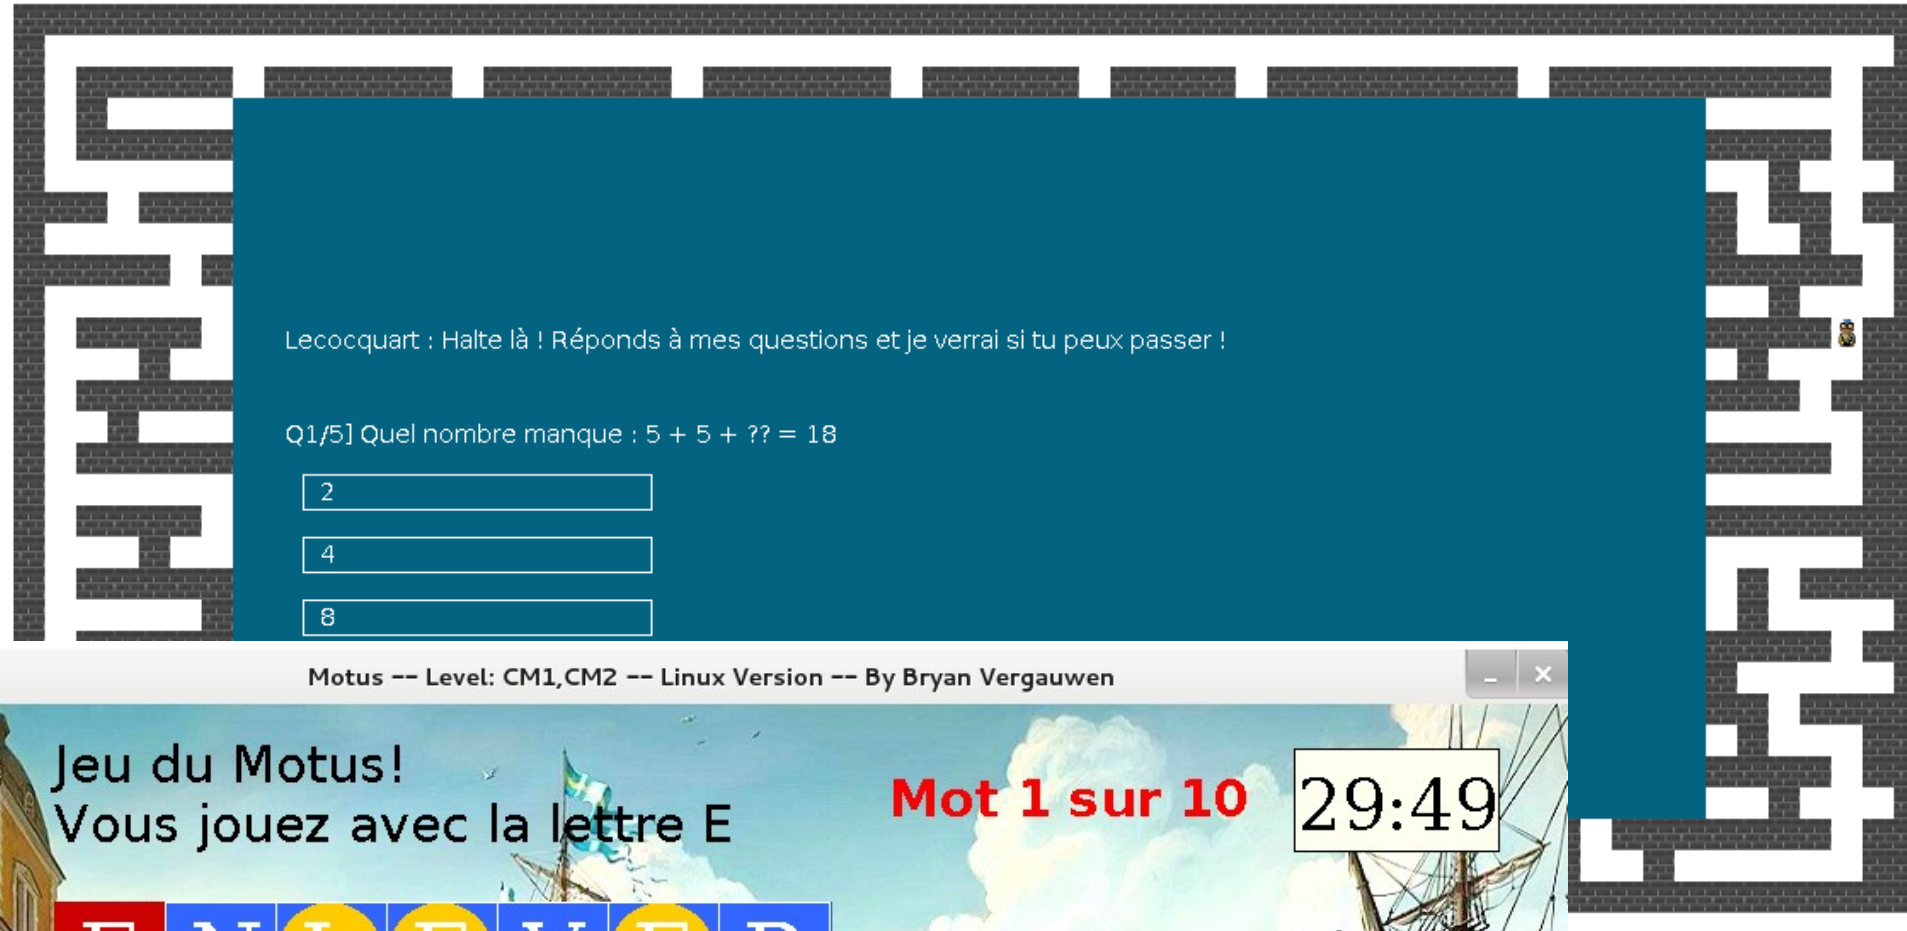 Lecocquart : Halte là ! Réponds à mes questions et je verrai si tu peux passer !
Q1/5] Quel nombre manque : 5 + 5 + ?? = 18
2
4
8
Motus -- Level: CM1,CM2 -- Linux Version -- By Bryan Vergauwen
Jeu du Motus!
Vous jouez avec la lettre E
Mot 1 sur 10
29:49